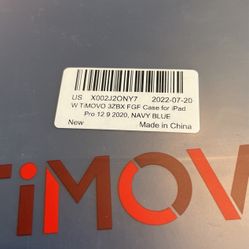 US X002J2ONY7 2022-07-20
W TiMOVO 3ZBX FGF Case for iPad
Pro 12 9 2020, NAVY BLUE
New Made in China
TiMOV